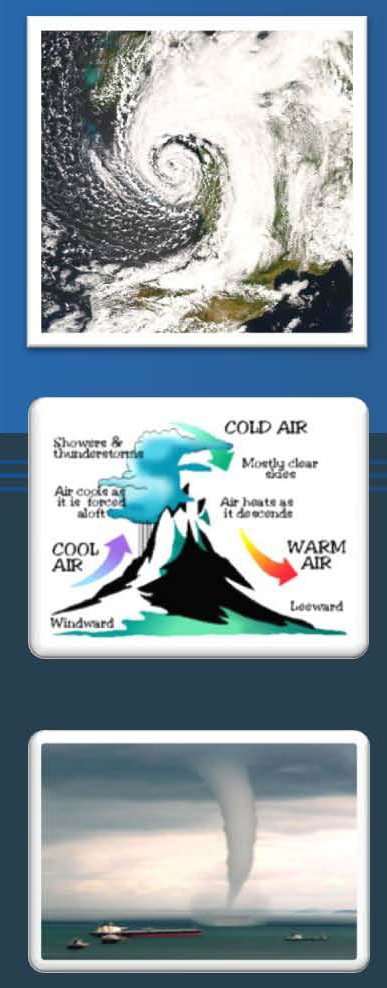 COLD AIR
Showers &
thunderstorms
Mostly clear
skies
Air cools as
it is forced
aloft
Air heats as
it descends
COOL
AIR
WARM
AIR
Leeward
Windward